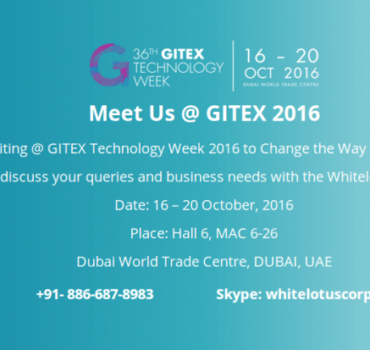 36TH GITEX
TECHNOLOGY
WEEK
16 – 20
OCT 2016
DUBAI WORLD TRADE CENTRE
Meet Us @ GITEX 2016
@ GITEX Technology Week 2016 to Change the Way
discuss your queries and business needs with the
Date: 16 – 20 October, 2016
Place: Hall 6, MAC 6-26
Dubai World Trade Centre, DUBAI, UAE
+91- 886-687-8983 Skype: whitelotuscorp